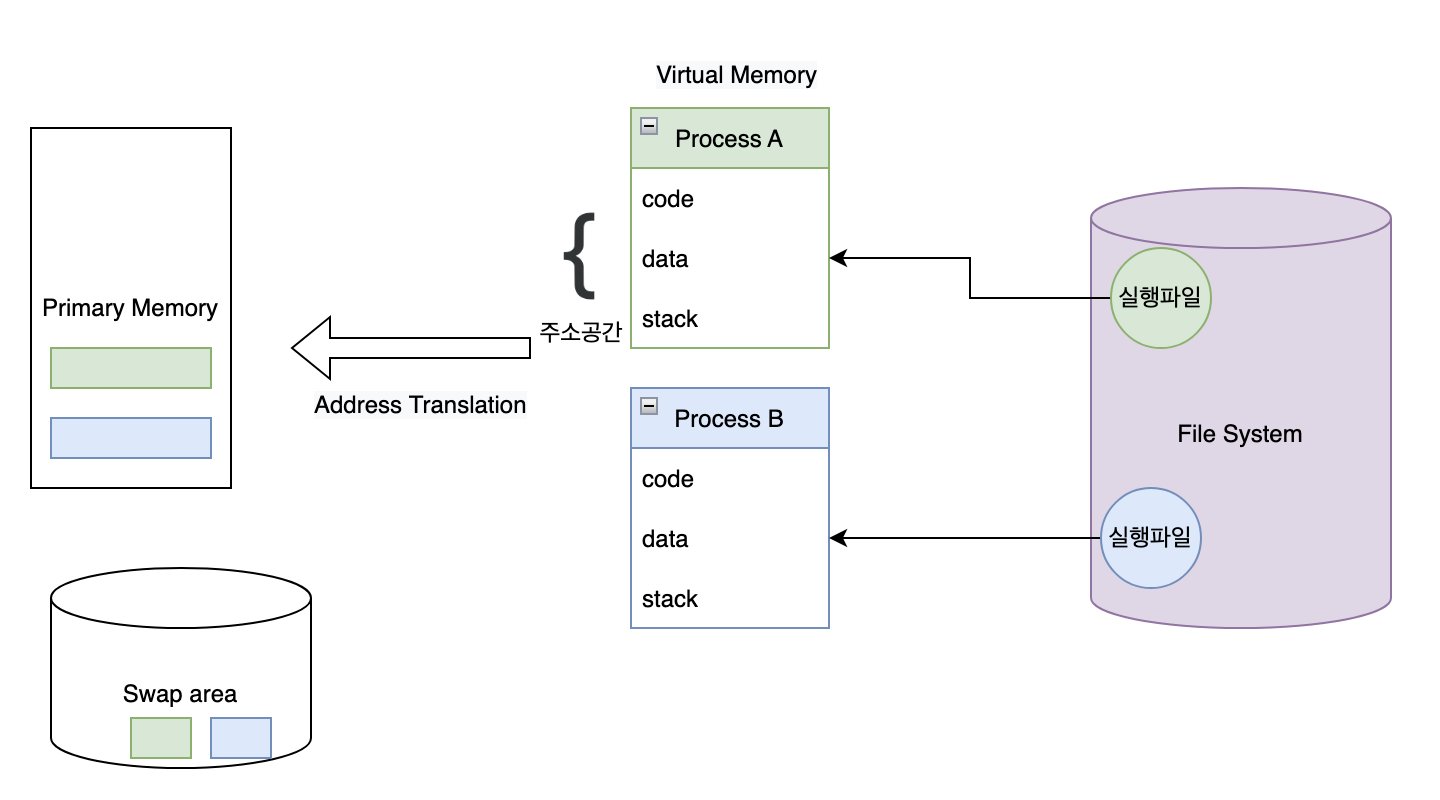 Virtual Memory
Process A
code
data
stack
주소공간
Primary Memory
Address Translation
Process B
code
data
stack
실행파일
File System
실행파일
Swap area